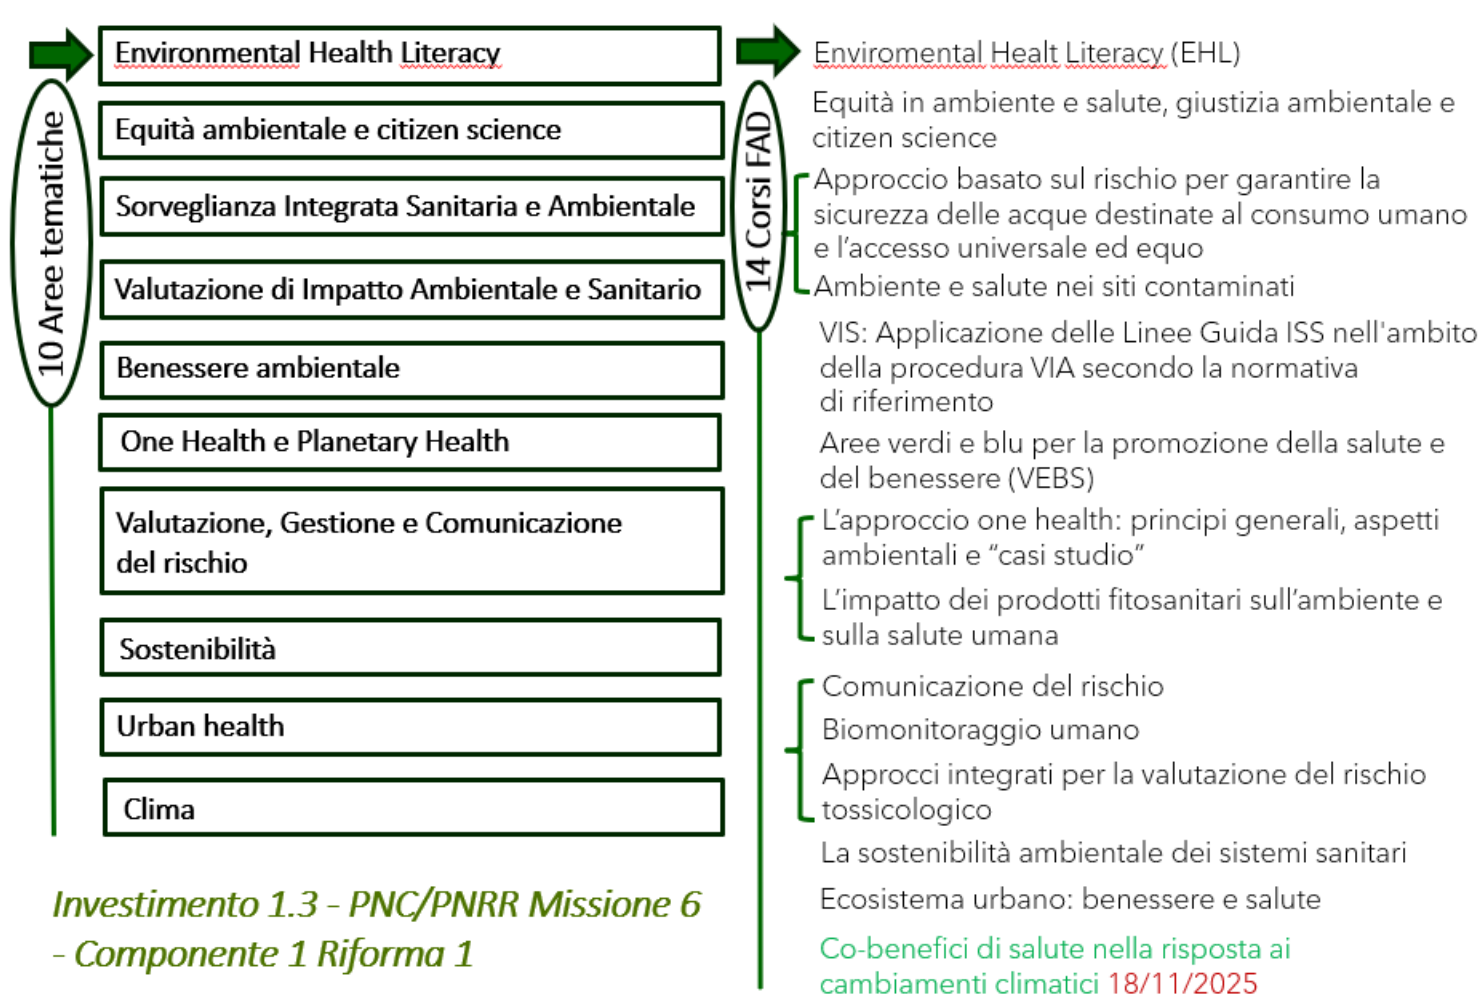 10 Aree tematiche
Environmental Health Literacy
Equità ambientale e citizen science
Sorveglianza Integrata Sanitaria e Ambientale
Valutazione di Impatto Ambientale e Sanitario
Benessere ambientale
One Health e Planetary Health
Valutazione, Gestione e Comunicazione
del rischio
Sostenibilità
Urban health
Clima
Investimento 1.3 - PNC/PNRR Missione 6
- Componente 1 Riforma 1
14 Corsi FAD
Enviromental Healt Literacy (EHL)
Equità in ambiente e salute, giustizia ambientale e
citizen science
Approccio basato sul rischio per garantire la
sicurezza delle acque destinate al consumo umano
e l’accesso universale ed equo
Ambiente e salute nei siti contaminati
VIS: Applicazione delle Linee Guida ISS nell'ambito
della procedura VIA secondo la normativa
di riferimento
Aree verdi e blu per la promozione della salute e
del benessere (VEBS)
L’approccio one health: principi generali, aspetti
ambientali e “casi studio”
L’impatto dei prodotti fitosanitari sull’ambiente e
sulla salute umana
Comunicazione del rischio
Biomonitoraggio umano
Approcci integrati per la valutazione del rischio
tossicologico
La sostenibilità ambientale dei sistemi sanitari
Ecosistema urbano: benessere e salute
Co-benefici di salute nella risposta ai
cambiamenti climatici 18/11/2025